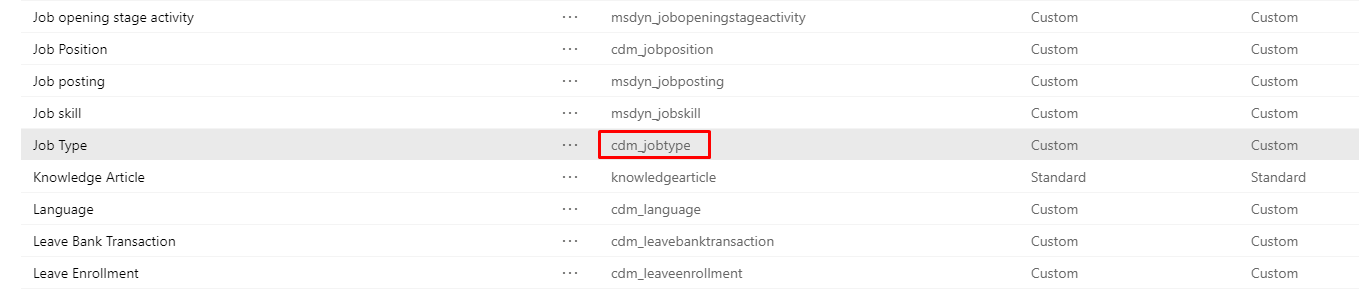 Job opening stage activity ··· msdyn_jobopeningstageactivity Custom Custom
Job Position ··· cdm_jobposition Custom Custom
Job posting ··· msdyn_jobposting Custom Custom
Job skill ··· msdyn_jobskill Custom Custom
Job Type ··· cdm_jobtype Custom Custom
Knowledge Article ··· knowledgearticle Standard Standard
Language ··· cdm_language Custom Custom
Leave Bank Transaction ··· cdm_leavebanktransaction Custom Custom
Leave Enrollment ··· cdm_leaveenrollment Custom Custom